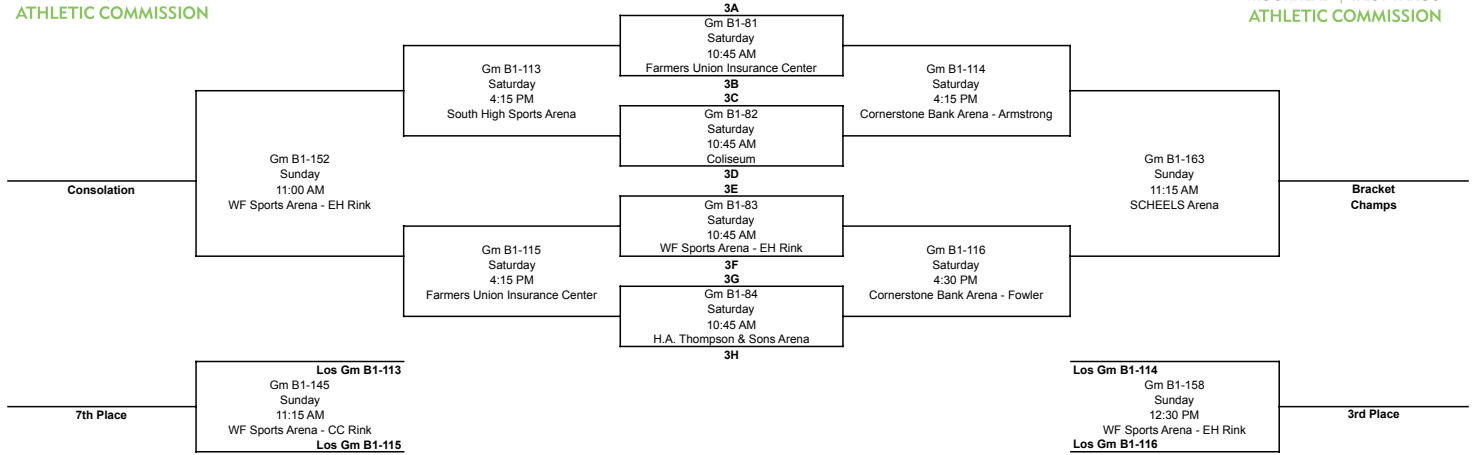 ATHLETIC COMMISSION
ATHLETIC COMMISSION
3A
Gm B1-81
Saturday
10:45 AM
Farmers Union Insurance Center
3B
Gm B1-113
Saturday
4:15 PM
South High Sports Arena
Gm B1-114
Saturday
4:15 PM
Cornerstone Bank Arena - Armstrong
3C
Gm B1-82
Saturday
10:45 AM
Coliseum
3D
Gm B1-152
Sunday
11:00 AM
WF Sports Arena - EH Rink
Consolation
Gm B1-163
Sunday
11:15 AM
SCHEELS Arena
Bracket
Champs
3E
Gm B1-83
Saturday
10:45 AM
WF Sports Arena - EH Rink
3F
Gm B1-115
Saturday
4:15 PM
Farmers Union Insurance Center
Gm B1-116
Saturday
4:30 PM
Cornerstone Bank Arena - Fowler
3G
Gm B1-84
Saturday
10:45 AM
H.A. Thompson & Sons Arena
3H
Los Gm B1-113
Gm B1-145
Sunday
11:15 AM
WF Sports Arena - CC Rink
Los Gm B1-115
7th Place
Los Gm B1-114
Gm B1-158
Sunday
12:30 PM
WF Sports Arena - EH Rink
Los Gm B1-116
3rd Place